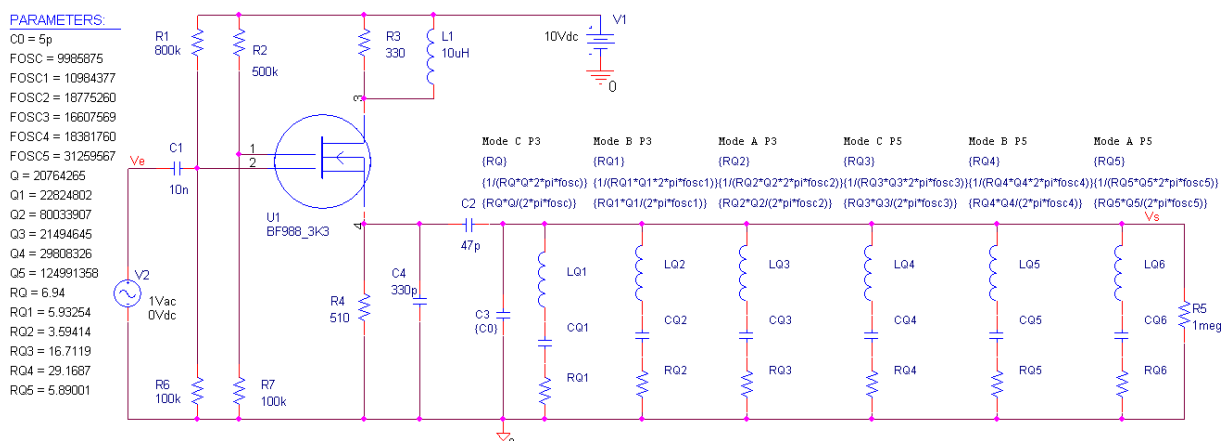 PARAMETERS:
C0 = 5p
FOSC = 9985875
FOSC1 = 10984377
FOSC2 = 18775260
FOSC3 = 16607569
FOSC4 = 18381760
FOSC5 = 31259567
Q = 20764265
Q1 = 22824802
Q2 = 80033907
Q3 = 21494645
Q4 = 29808326
Q5 = 124991358
RQ = 6.94
RQ1 = 5.93254
RQ2 = 3.59414
RQ3 = 16.7119
RQ4 = 29.1687
RQ5 = 5.89001
R1
800k
R2
500k
R3
330
L1
10uH
V1
10Vdc
0
3
C1
10n
Ve
1
2
U1
BF988_3K3
4
C2
47p
V2
1Vac
0Vdc
R6
100k
R7
100k
R4
510
C4
330p
C3
{C0}
Mode C P3
{RQ}
{1/(RQ*Q*2*pi*fosc)}
{RQ*Q/(2*pi*fosc)}
Mode B P3
{RQ1}
{1/(RQ1*Q1*2*pi*fosc1)}
{RQ1*Q1/(2*pi*fosc1)}
Mode A P3
{RQ2}
{1/(RQ2*Q2*2*pi*fosc2)}
{RQ2*Q2/(2*pi*fosc2)}
Mode C P5
{RQ3}
{1/(RQ3*Q3*2*pi*fosc3)}
{RQ3*Q3/(2*pi*fosc3)}
Mode B P5
{RQ4}
{1/(RQ4*Q4*2*pi*fosc4)}
{RQ4*Q4/(2*pi*fosc4)}
Mode A P5
{RQ5}
{1/(RQ5*Q5*2*pi*fosc5)}
{RQ5*Q5/(2*pi*fosc5)}
Vs
LQ1
CQ1
RQ1
LQ2
CQ2
RQ2
LQ3
CQ3
RQ3
LQ4
CQ4
RQ4
LQ5
CQ5
RQ5
LQ6
CQ6
RQ6
R5
1meg